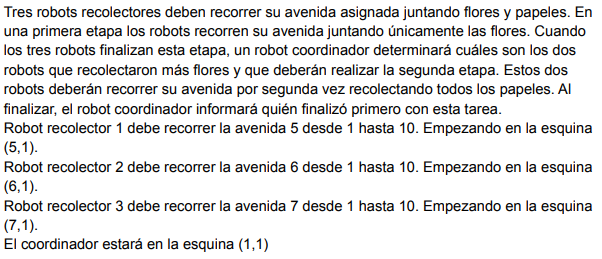 Tres robots recolectores deben recorrer su avenida asignada juntando flores y papeles. En
una primera etapa los robots recorren su avenida juntando únicamente las flores. Cuando
los tres robots finalizan esta etapa, un robot coordinador determinará cuáles son los dos
robots que recolectaron más flores y que deberán realizar la segunda etapa. Estos dos
robots deberán recorrer su avenida por segunda vez recolectando todos los papeles. Al
finalizar, el robot coordinador informará quién finalizó primero con esta tarea.
Robot recolector 1 debe recorrer la avenida 5 desde 1 hasta 10. Empezando en la esquina
(5,1).
Robot recolector 2 debe recorrer la avenida 6 desde 1 hasta 10. Empezando en la esquina
(6,1).
Robot recolector 3 debe recorrer la avenida 7 desde 1 hasta 10. Empezando en la esquina
(7,1).
El coordinador estará en la esquina (1,1)